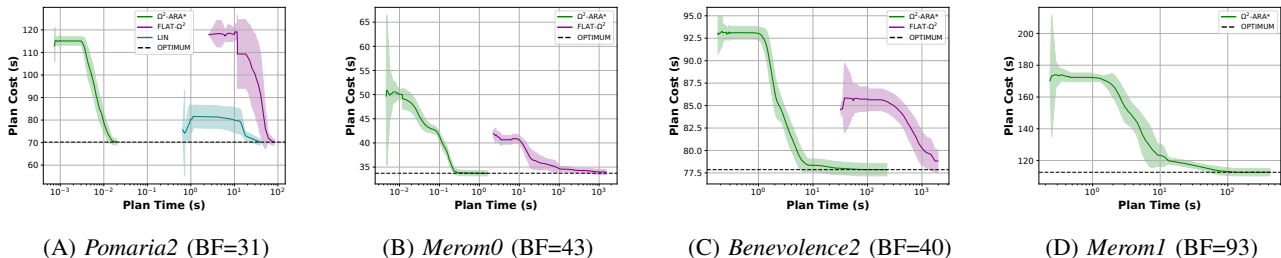 Ω²-ARA*
FLAT-Ω²
LIN
OPTIMUM
120
110
100
90
80
70
60
Plan Cost (s)
10⁻³ 10⁻² 10⁻¹ 10⁰ 10¹ 10²
Plan Time (s)
(A) Pomaria2 (BF=31)
Ω²-ARA*
FLAT-Ω²
OPTIMUM
65
60
55
50
45
40
35
Plan Cost (s)
10⁻² 10⁻¹ 10⁰ 10¹ 10² 10³
Plan Time (s)
(B) Merom0 (BF=43)
Ω²-ARA*
FLAT-Ω²
OPTIMUM
95.0
92.5
90.0
87.5
85.0
82.5
80.0
77.5
Plan Cost (s)
10⁰ 10¹ 10² 10³
Plan Time (s)
(C) Benevolence2 (BF=40)
Ω²-ARA*
OPTIMUM
200
180
160
140
120
Plan Cost (s)
10⁰ 10¹ 10²
Plan Time (s)
(D) Merom1 (BF=93)